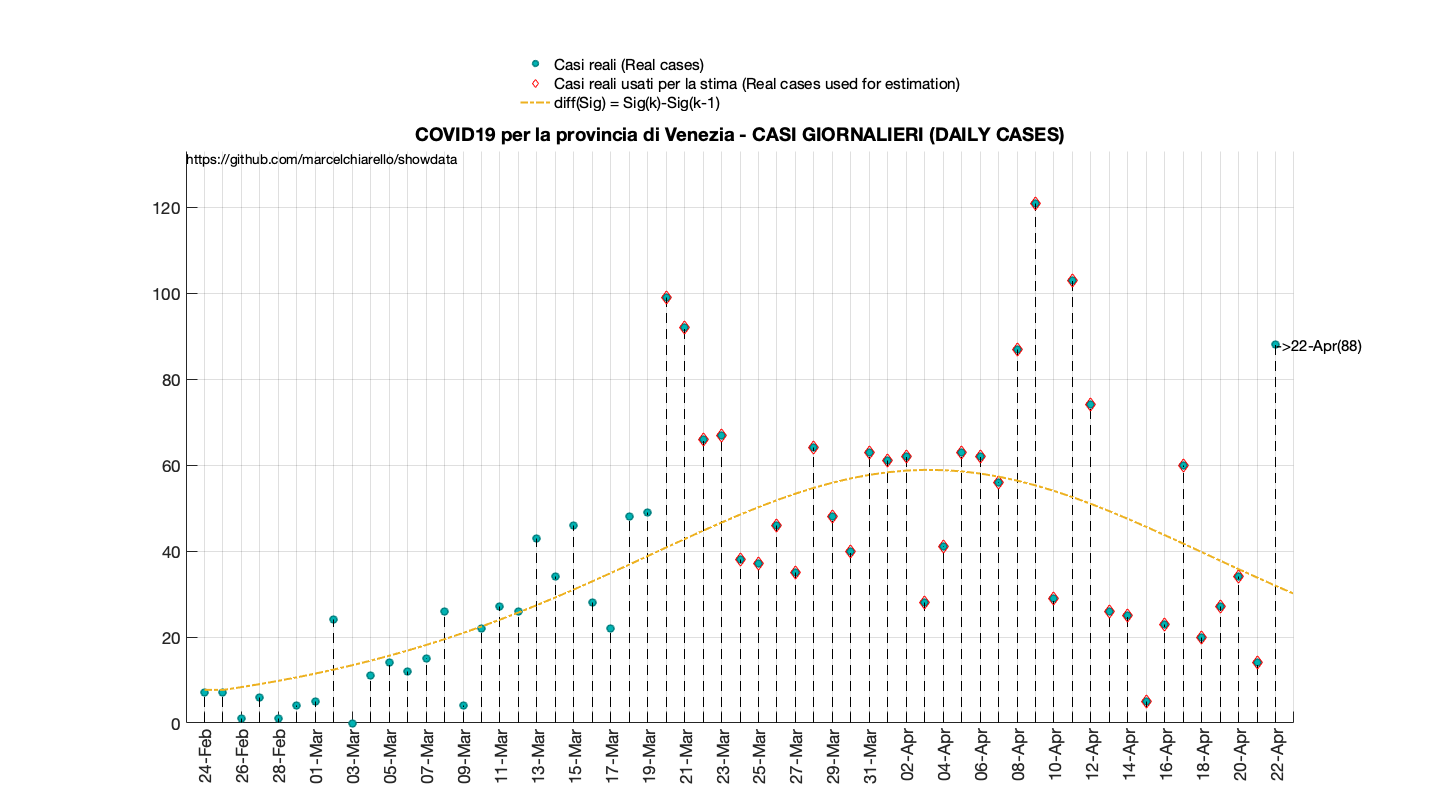 Casi reali (Real cases)
Casi reali usati per la stima (Real cases used for estimation)
diff(Sig) = Sig(k)-Sig(k-1)
COVID19 per la provincia di Venezia - CASI GIORNALIERI (DAILY CASES)
https://github.com/marcelchiarello/showdata
120
100
80
60
40
20
0
->22-Apr(88)
24-Feb
26-Feb
28-Feb
01-Mar
03-Mar
05-Mar
07-Mar
09-Mar
11-Mar
13-Mar
15-Mar
17-Mar
19-Mar
21-Mar
23-Mar
25-Mar
27-Mar
29-Mar
31-Mar
02-Apr
04-Apr
06-Apr
08-Apr
10-Apr
12-Apr
14-Apr
16-Apr
18-Apr
20-Apr
22-Apr